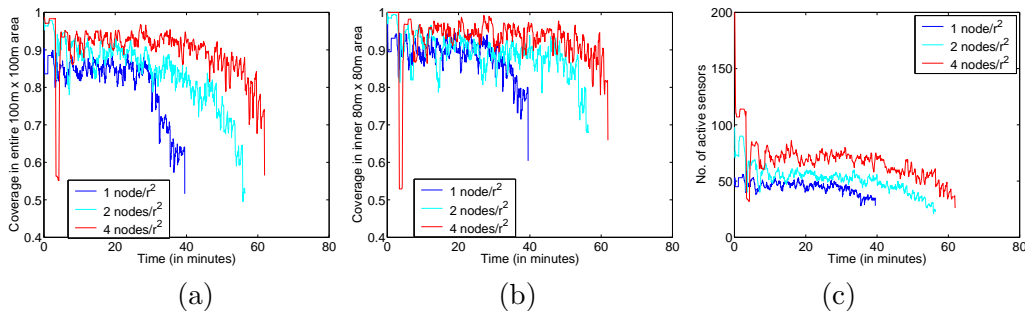 Coverage in entire 100m x 100m area
1
0.9
0.8
0.7
0.6
0.5
0.4
0 20 40 60 80
Time (in minutes)
1 node/r²
2 nodes/r²
4 nodes/r²
(a)
Coverage in inner 80m x 80m area
1
0.9
0.8
0.7
0.6
0.5
0.4
0 20 40 60 80
Time (in minutes)
1 node/r²
2 nodes/r²
4 nodes/r²
(b)
No. of active sensors
200
150
100
50
0
0 20 40 60 80
Time (in minutes)
1 node/r²
2 nodes/r²
4 nodes/r²
(c)